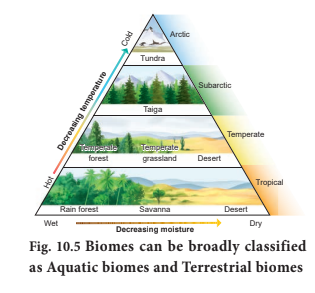 Cold
Arctic
Tundra
Decreasing temperature
Subarctic
Taiga
Temperate
Temperate
forest
Temperate
grassland
Desert
Hot
Tropical
Rain forest
Savanna
Desert
Wet
Decreasing moisture
Dry
Fig. 10.5 Biomes can be broadly classified
as Aquatic biomes and Terrestrial biomes